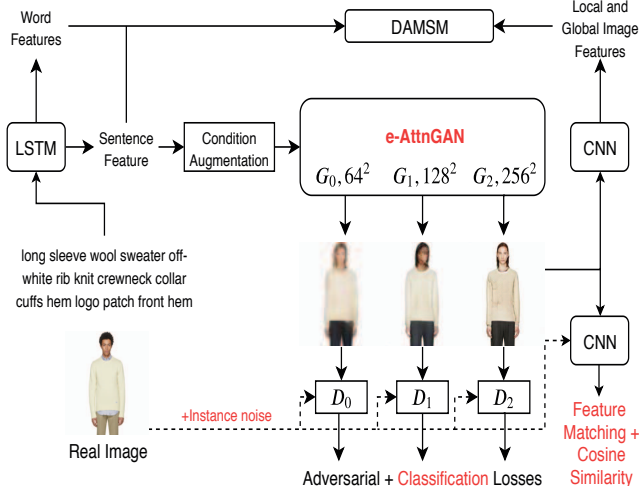 Word
Features
DAMSM
Local and
Global Image
Features
LSTM
Sentence
Feature
Condition
Augmentation
e-AttnGAN
G₀, 64² G₁, 128² G₂, 256²
CNN
long sleeve wool sweater off-
white rib knit crewneck collar
cuffs hem logo patch front hem
CNN
+Instance noise
D₀ D₁ D₂
Real Image
Feature
Matching +
Cosine
Similarity
Adversarial + Classification Losses